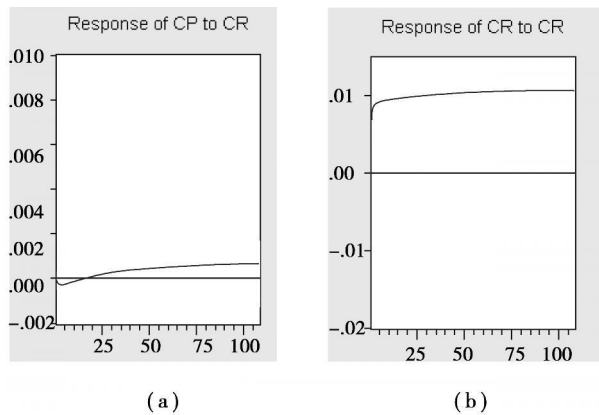 Response of CP to CR
.010
.008
.006
.004
.002
.000
-.002
25 50 75 100
(a)
Response of CR to CR
.01
.00
-.01
-.02
25 50 75 100
(b)